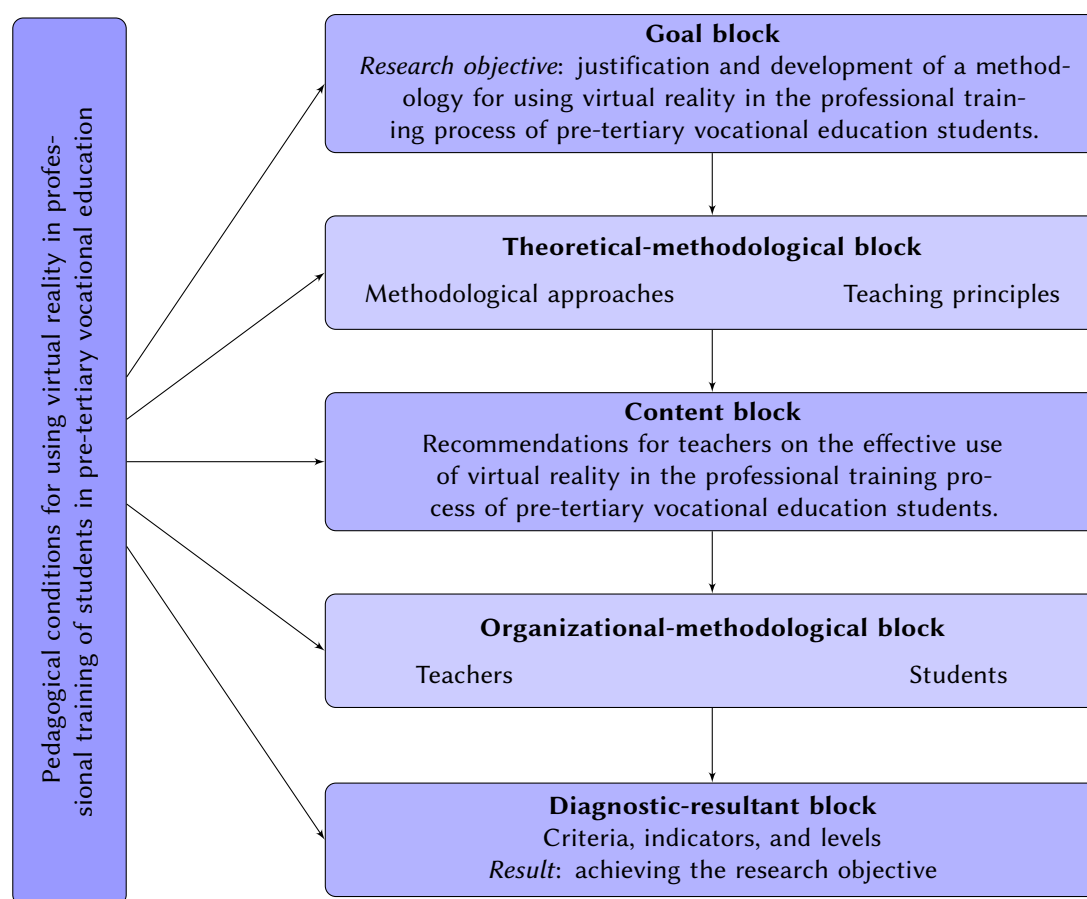 Pedagogical conditions for using virtual reality in profes-
sional training of students in pre-tertiary vocational education
Goal block
Research objective: justification and development of a method-
ology for using virtual reality in the professional train-
ing process of pre-tertiary vocational education students.
Theoretical-methodological block
Methodological approaches Teaching principles
Content block
Recommendations for teachers on the effective use
of virtual reality in the professional training pro-
cess of pre-tertiary vocational education students.
Organizational-methodological block
Teachers Students
Diagnostic-resultant block
Criteria, indicators, and levels
Result: achieving the research objective